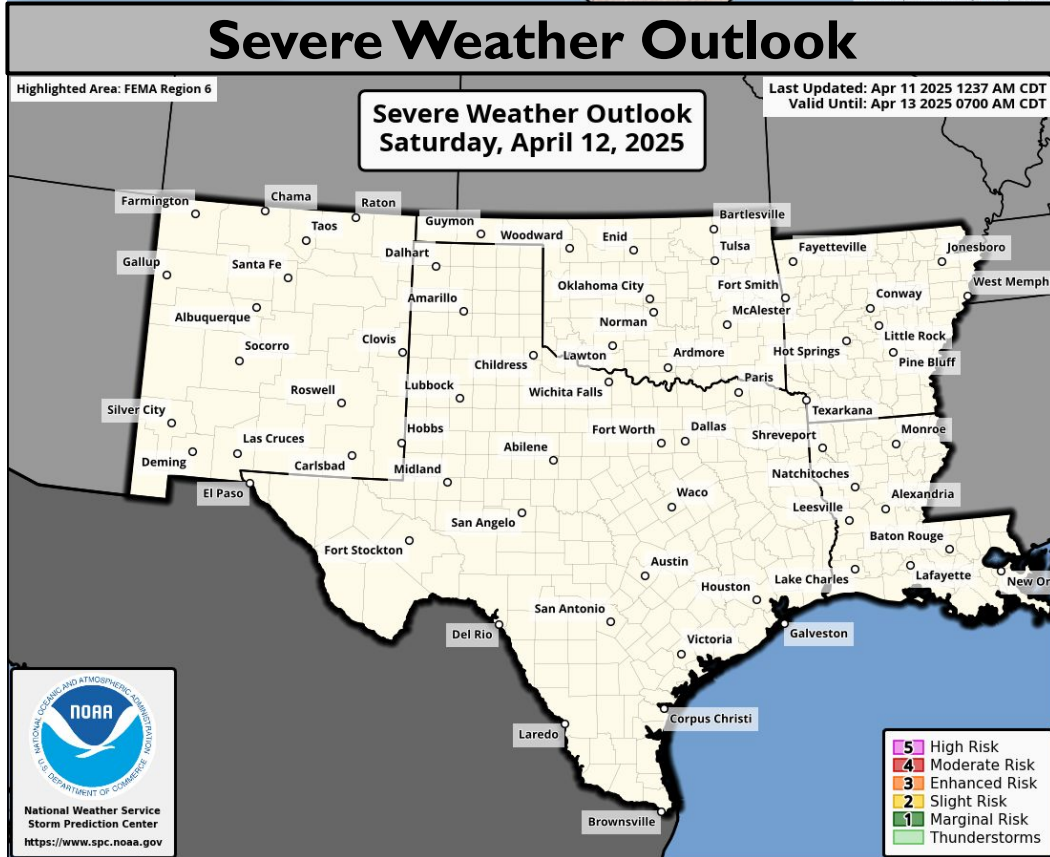 Severe Weather Outlook
Highlighted Area: FEMA Region 6
Last Updated: Apr 11 2025 1237 AM CDT
Valid Until: Apr 13 2025 0700 AM CDT
Severe Weather Outlook
Saturday, April 12, 2025
Farmington
Chama
Raton
Taos
Guymon
Woodward
Enid
Bartlesville
Tulsa
Fayetteville
Jonesboro
Gallup
Santa Fe
Dalhart
Oklahoma City
Fort Smith
West Memph
Conway
Albuquerque
Amarillo
Norman
McAlester
Little Rock
Socorro
Clovis
Childress
Lawton
Ardmore
Hot Springs
Pine Bluff
Roswell
Lubbock
Wichita Falls
Paris
Silver City
Texarkana
Las Cruces
Hobbs
Abilene
Fort Worth
Dallas
Shreveport
Monroe
Deming
Carlsbad
Midland
Natchitoches
El Paso
Waco
Leesville
Alexandria
San Angelo
Baton Rouge
Fort Stockton
Austin
Houston
Lake Charles
Lafayette
New Or
San Antonio
Del Rio
Victoria
Galveston
Laredo
Corpus Christi
Brownsville
NATIONAL OCEANIC AND ATMOSPHERIC ADMINISTRATION
NOAA
U.S. DEPARTMENT OF COMMERCE
National Weather Service
Storm Prediction Center
https://www.spc.noaa.gov
5 High Risk
4 Moderate Risk
3 Enhanced Risk
2 Slight Risk
1 Marginal Risk
Thunderstorms